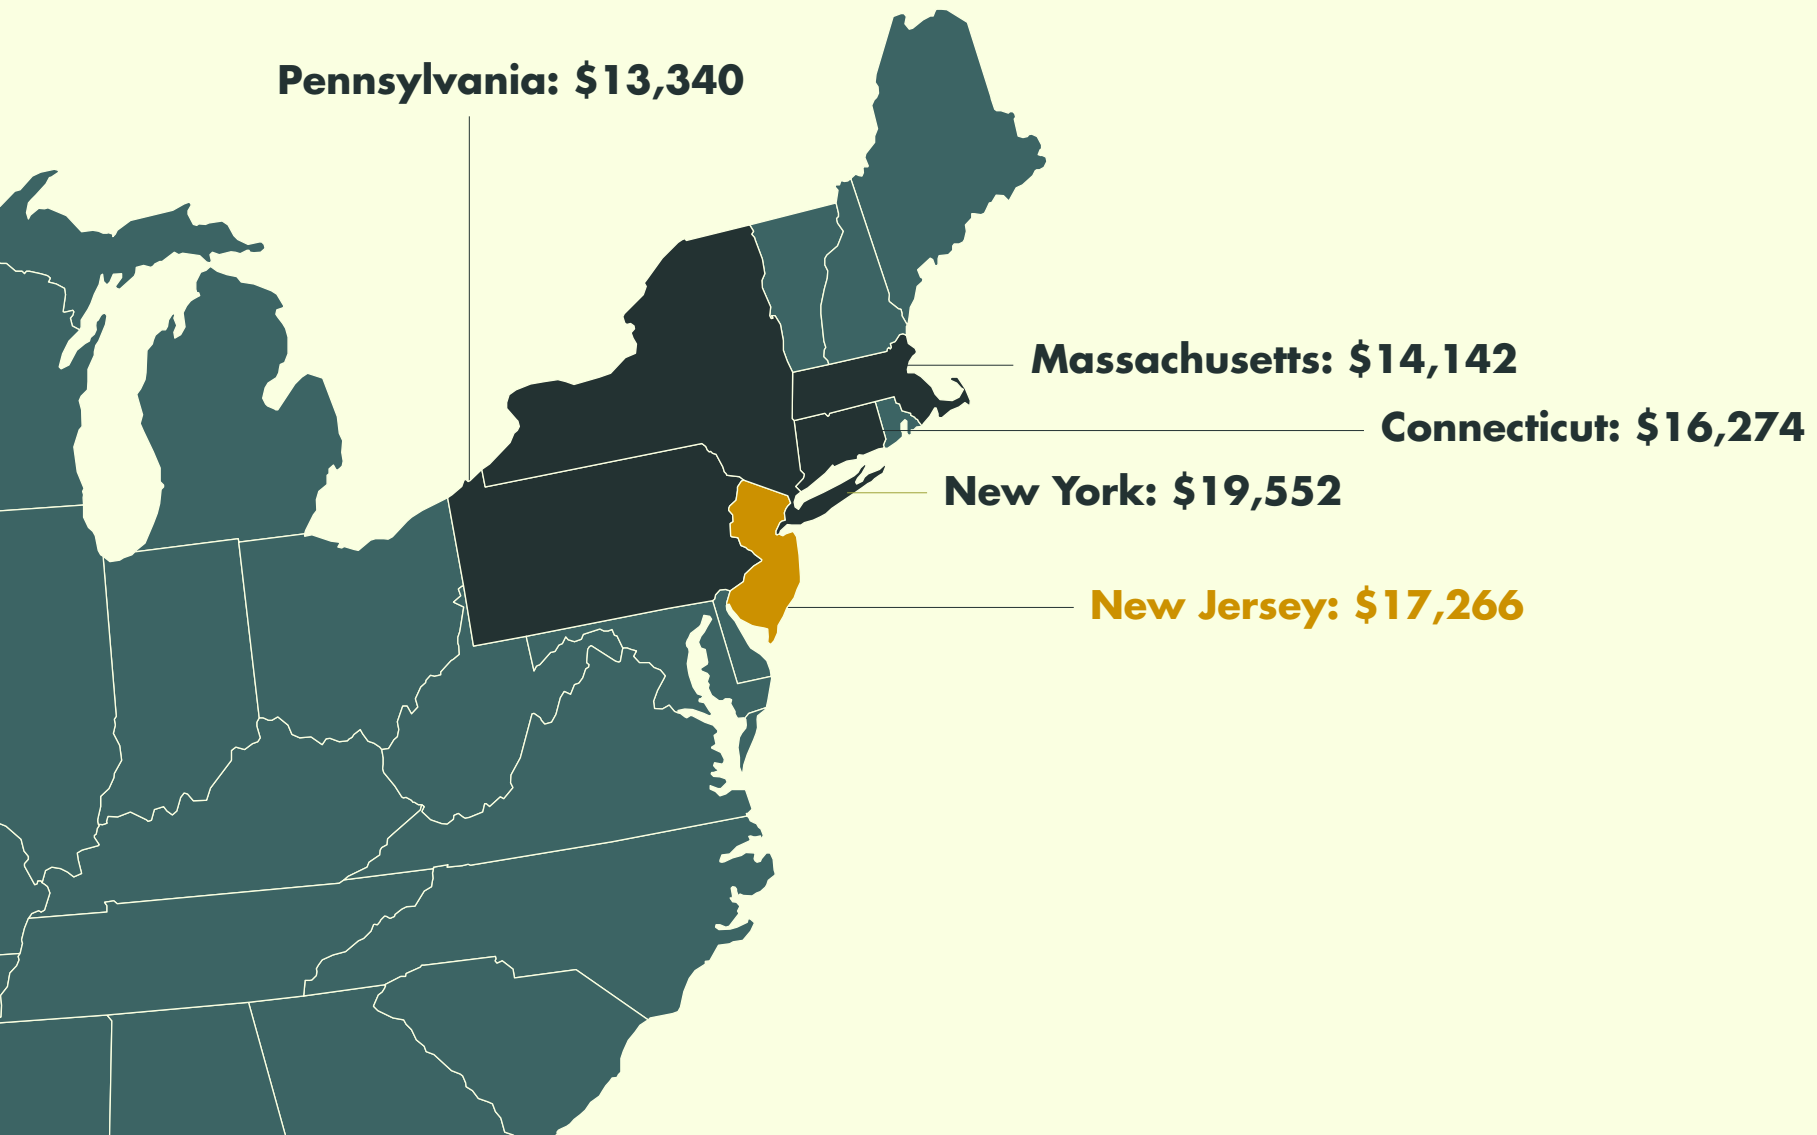 Pennsylvania: $13,340
Massachusetts: $14,142
Connecticut: $16,274
New York: $19,552
New Jersey: $17,266